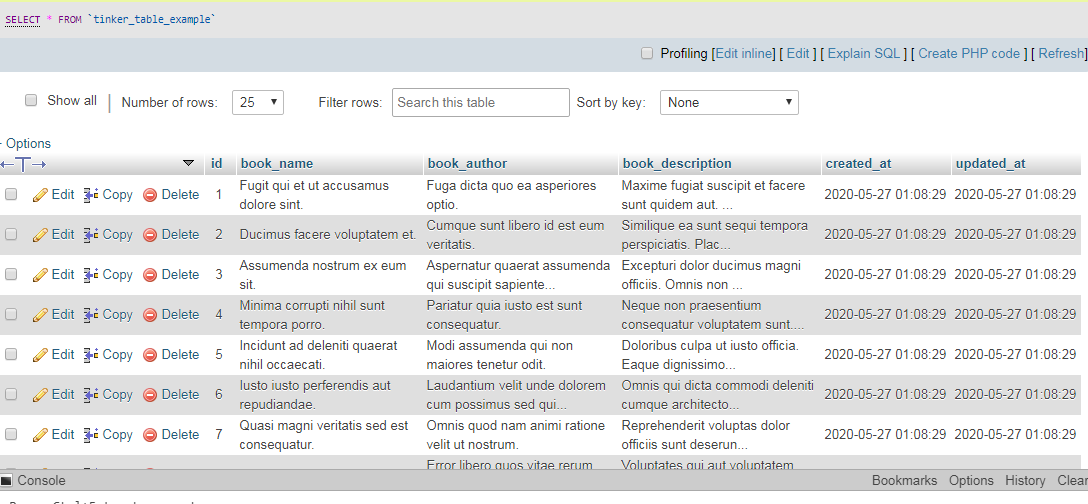 SELECT * FROM `tinker_table_example`
Profiling [Edit inline] [ Edit ] [ Explain SQL ] [ Create PHP code ] [ Refresh]
Show all | Number of rows: 25 Filter rows: Search this table Sort by key: None
+ Options
←T→ id book_name book_author book_description created_at updated_at
Edit Copy Delete 1 Fugit qui et ut accusamus dolore sint. Fuga dicta quo ea asperiores optio. Maxime fugiat suscipit et facere sunt quidem aut. ... 2020-05-27 01:08:29 2020-05-27 01:08:29
Edit Copy Delete 2 Ducimus facere voluptatem et. Cumque sunt libero id est eum veritatis. Similique ea sunt sequi tempora perspiciatis. Plac... 2020-05-27 01:08:29 2020-05-27 01:08:29
Edit Copy Delete 3 Assumenda nostrum ex eum sit. Aspernatur quaerat assumenda qui suscipit sapiente... Excepturi dolor ducimus magni officiis. Omnis non ... 2020-05-27 01:08:29 2020-05-27 01:08:29
Edit Copy Delete 4 Minima corrupti nihil sunt tempora porro. Pariatur quia iusto est sunt consequatur. Neque non praesentium consequatur voluptatem sunt.... 2020-05-27 01:08:29 2020-05-27 01:08:29
Edit Copy Delete 5 Incidunt ad deleniti quaerat nihil occaecati. Modi assumenda qui non maiores tenetur odit. Doloribus culpa ut iusto officia. Eaque dignissimo... 2020-05-27 01:08:29 2020-05-27 01:08:29
Edit Copy Delete 6 Iusto iusto perferendis aut repudiandae. Laudantium velit unde dolorem cum possimus sed qui... Omnis qui dicta commodi deleniti cumque architecto... 2020-05-27 01:08:29 2020-05-27 01:08:29
Edit Copy Delete 7 Quasi magni veritatis sed est consequatur. Omnis quod nam animi ratione velit ut nostrum. Reprehenderit voluptas dolor officiis sunt deserun... 2020-05-27 01:08:29 2020-05-27 01:08:29
Error libero quos vitae rerum Voluptates qui aut voluptatem
Console Bookmarks Options History Clear